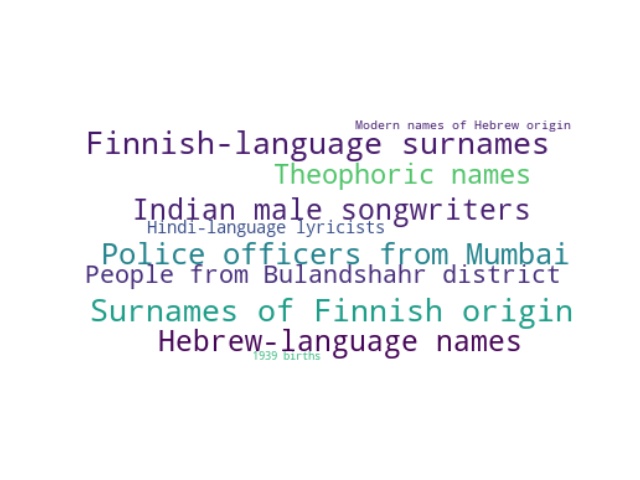 Modern names of Hebrew origin
Finnish-language surnames
Theophoric names
Indian male songwriters
Hindi-language lyricists
Police officers from Mumbai
People from Bulandshahr district
Surnames of Finnish origin
Hebrew-language names
1939 births